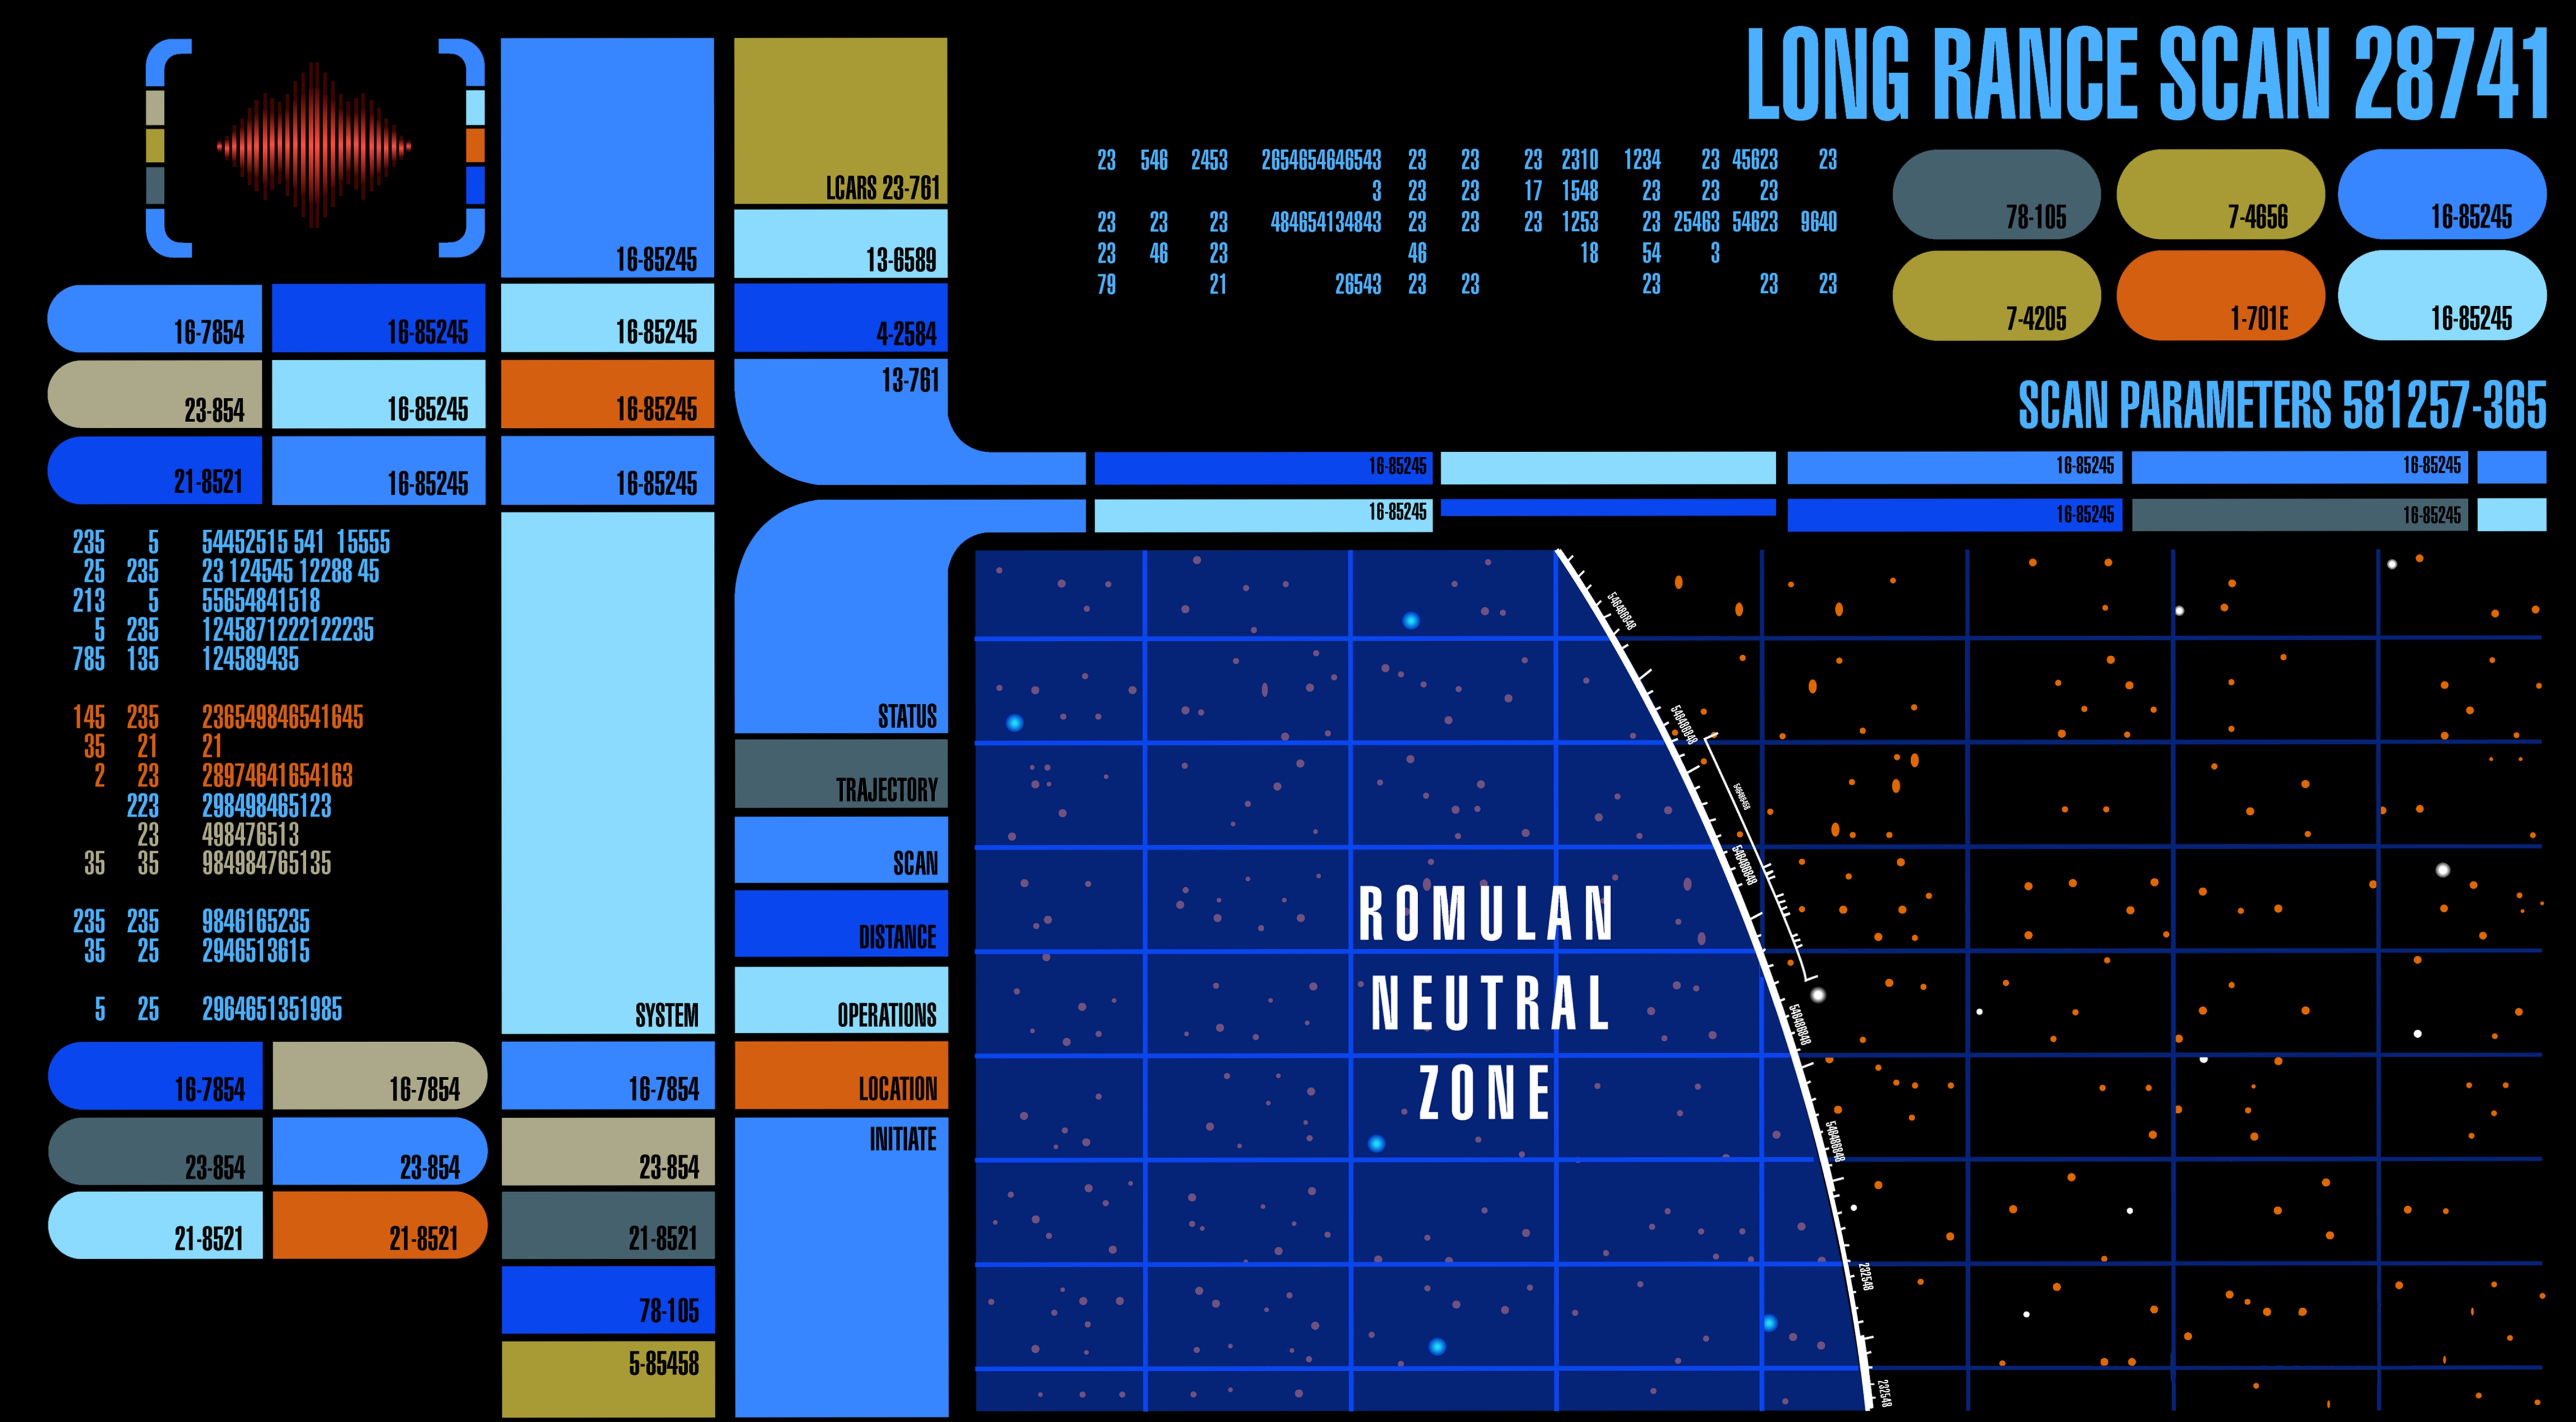 LONG RANCE SCAN 28741
23 546 2453 2654654646543 23 23 23 2310 1234 23 45623 23
3 23 23 17 1548 23 23 23
23 23 23 484654134843 23 23 23 1253 23 25463 54623 9640
23 46 23 46 18 54 3
79 21 26543 23 23 23 23 23
78-105 7-4656 16-85245
7-4205 1-701E 16-85245
SCAN PARAMETERS 581257-365
16-85245 LCARS 23-761
13-6589
16-7854 16-85245 16-85245 4-2584
23-854 16-85245 16-85245 13-761
21-8521 16-85245 16-85245
16-85245 16-85245 16-85245
16-85245 16-85245 16-85245
235 5 54452515 541 15555
25 235 23 124545 12288 45
213 5 55654841518
5 235 1245871222122235
785 135 124589435
145 235 236549846541645
35 21 21
2 23 28974641654163
223 298498465123
23 498476513
35 35 984984765135
235 235 9846165235
35 25 2946513615
5 25 2964651351985
SYSTEM
STATUS
TRAJECTORY
SCAN
DISTANCE
OPERATIONS
LOCATION
INITIATE
16-7854 16-7854 16-7854
23-854 23-854 23-854
21-8521 21-8521 21-8521
78-105
5-85458
ROMULAN
NEUTRAL
ZONE
232548
232548